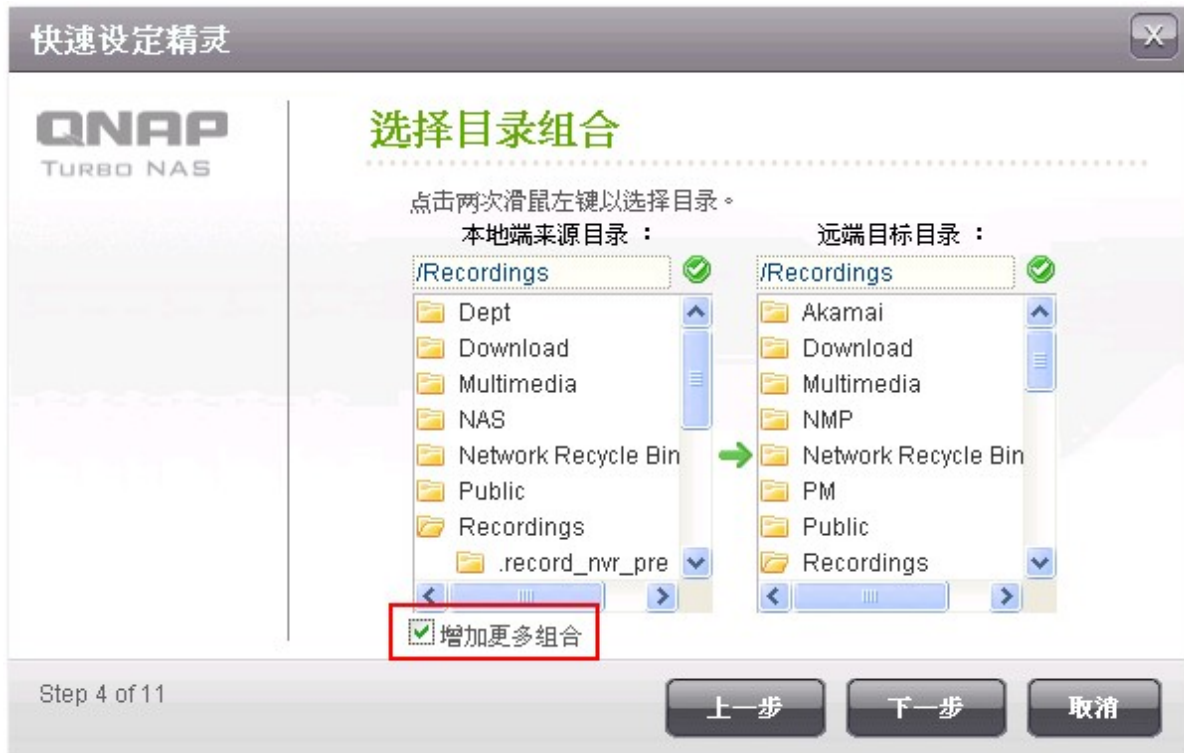 快速设定精灵
X
QNAP
TURBO NAS
选择目录组合
点击两次滑鼠左键以选择目录。
本地端来源目录：
远端目标目录：
/Recordings
/Recordings
Dept
Download
Multimedia
NAS
Network Recycle Bin
Public
Recordings
.record_nvr_pre
Akamai
Download
Multimedia
NMP
Network Recycle Bin
PM
Public
Recordings
增加更多组合
Step 4 of 11
上一步
下一步
取消